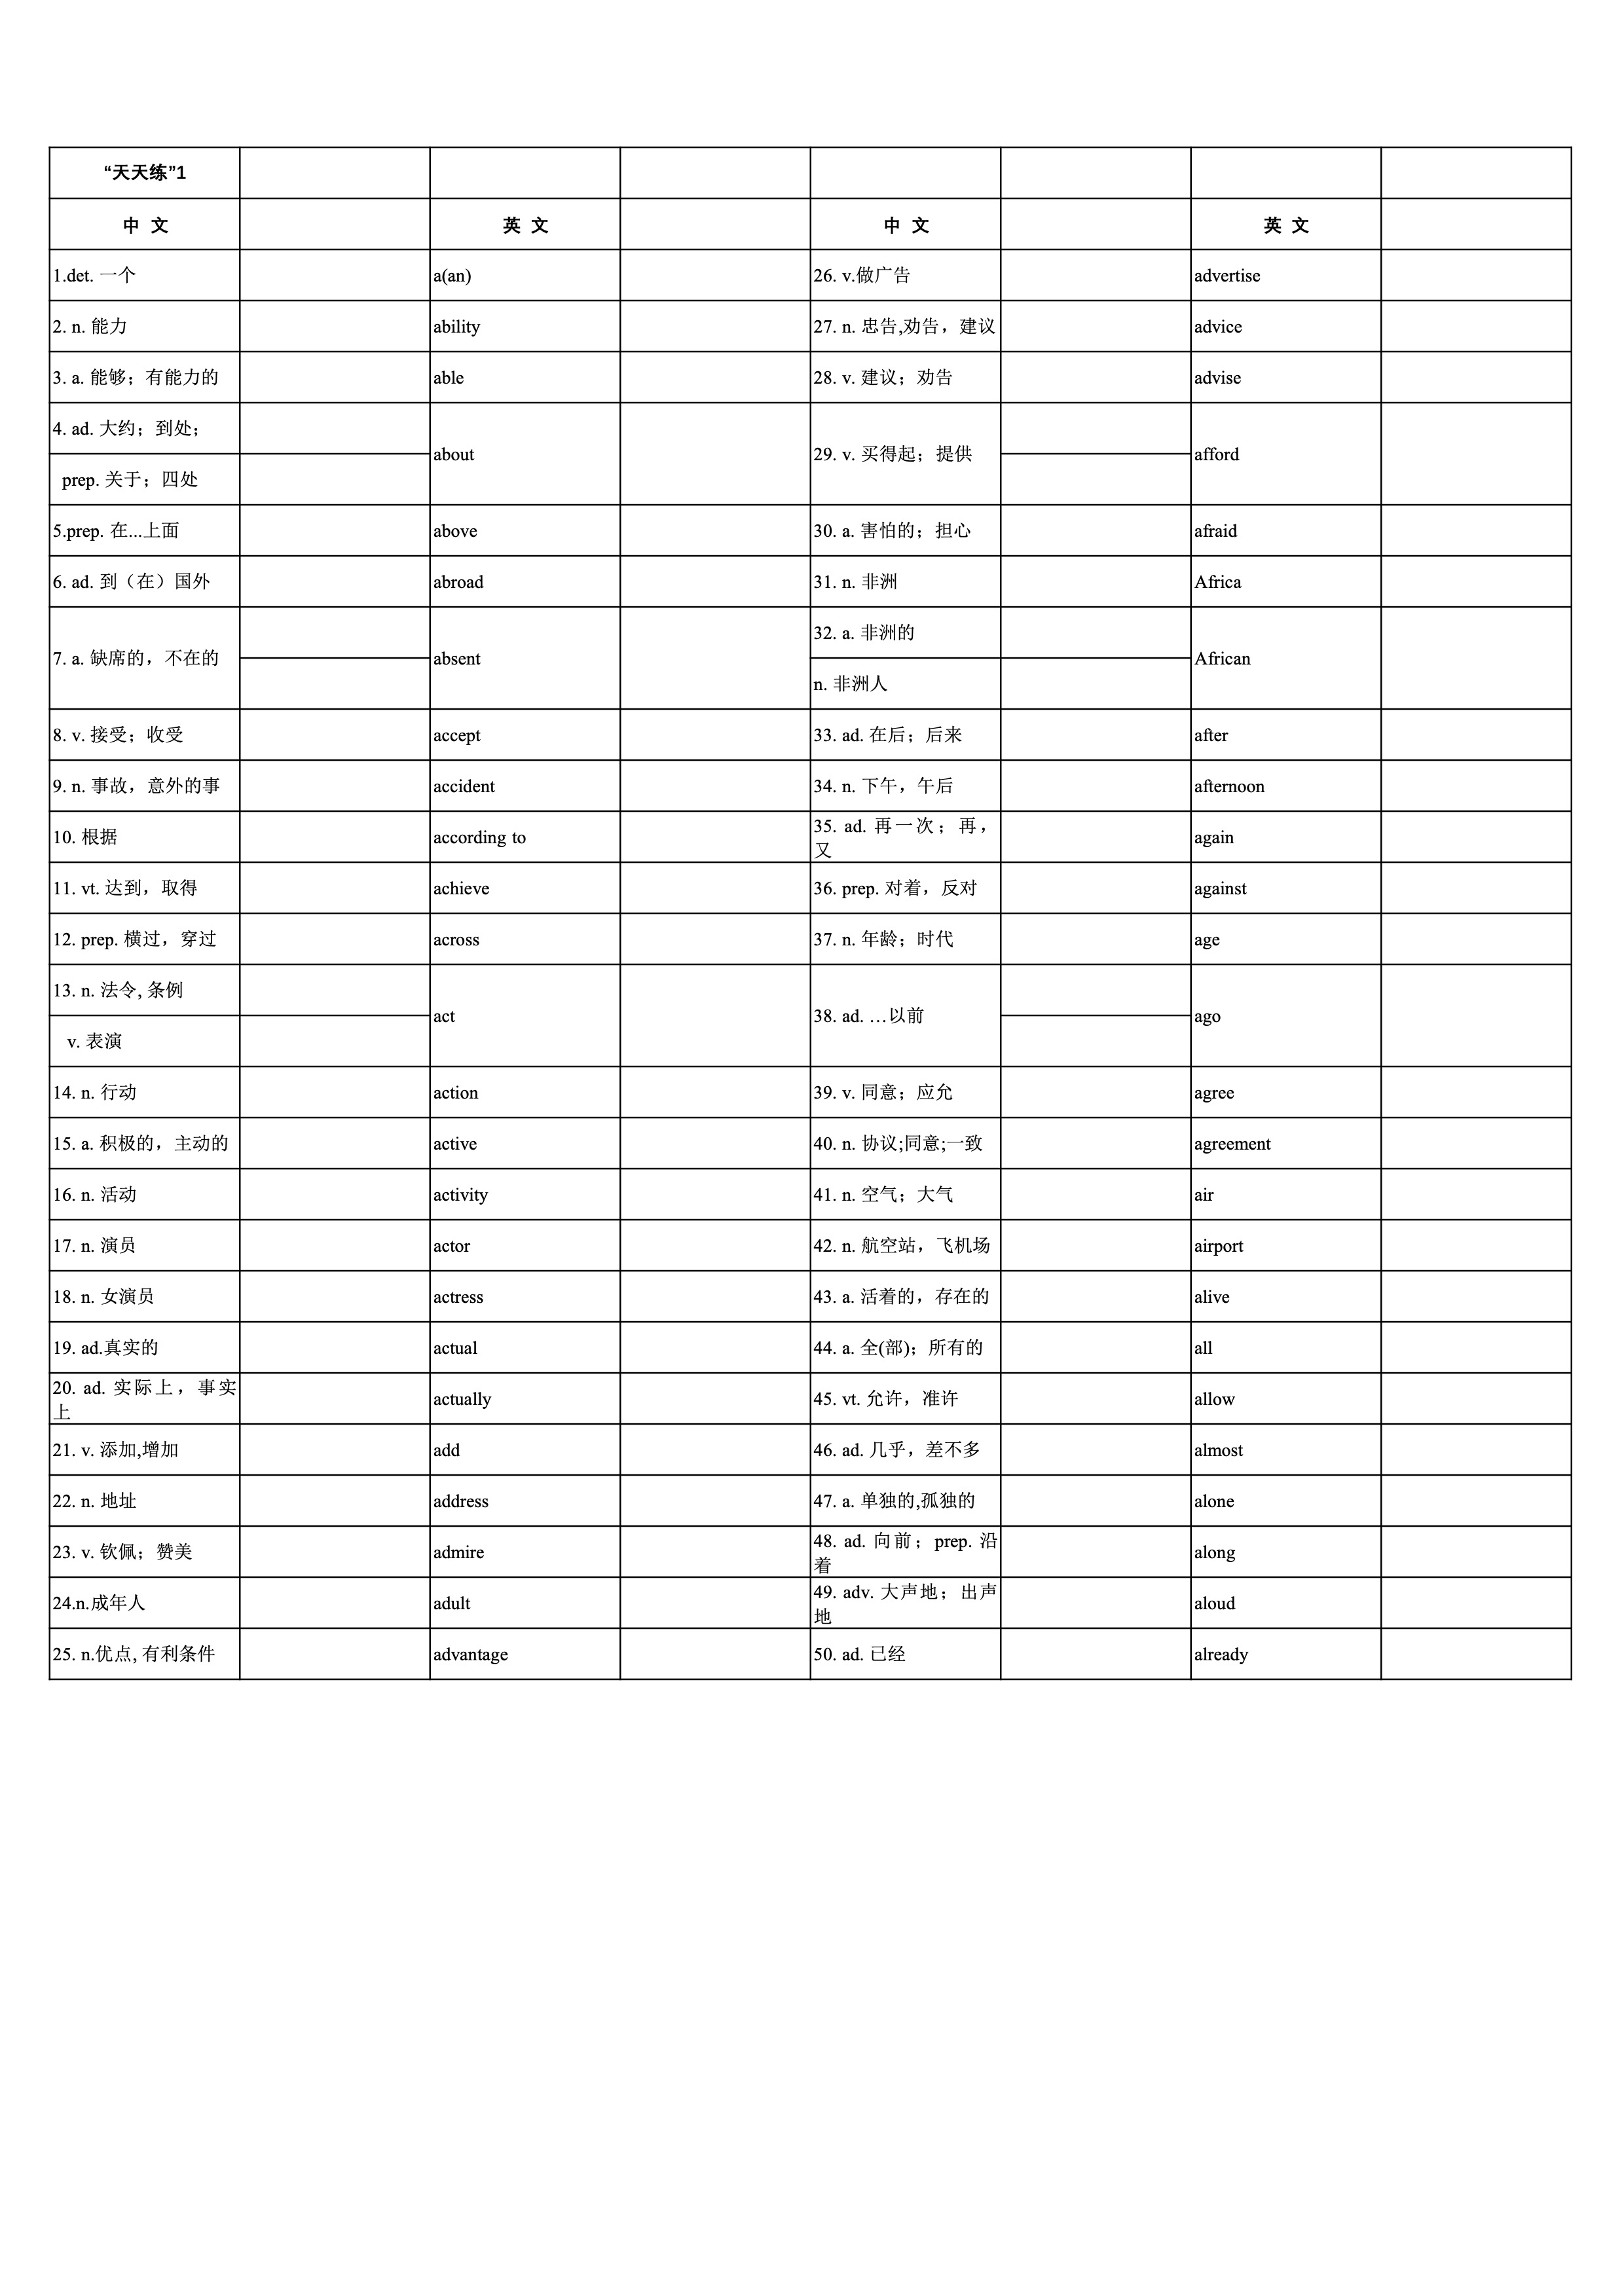 “天天练”1
中 文 英 文 中 文 英 文
1.det. 一个 a(an) 26. v.做广告 advertise
2. n. 能力 ability 27. n. 忠告,劝告，建议 advice
3. a. 能够；有能力的 able 28. v. 建议；劝告 advise
4. ad. 大约；到处；
prep. 关于；四处
about 29. v. 买得起；提供 afford
5.prep. 在...上面 above 30. a. 害怕的；担心 afraid
6. ad. 到（在）国外 abroad 31. n. 非洲 Africa
7. a. 缺席的，不在的 absent
32. a. 非洲的
n. 非洲人
African
8. v. 接受；收受 accept 33. ad. 在后；后来 after
9. n. 事故，意外的事 accident 34. n. 下午，午后 afternoon
10. 根据 according to 35. ad. 再一次；再，
又
again
11. vt. 达到，取得 achieve 36. prep. 对着，反对 against
12. prep. 横过，穿过 across 37. n. 年龄；时代 age
13. n. 法令, 条例
v. 表演
act 38. ad. …以前 ago
14. n. 行动 action 39. v. 同意；应允 agree
15. a. 积极的，主动的 active 40. n. 协议;同意;一致 agreement
16. n. 活动 activity 41. n. 空气；大气 air
17. n. 演员 actor 42. n. 航空站，飞机场 airport
18. n. 女演员 actress 43. a. 活着的，存在的 alive
19. ad.真实的 actual 44. a. 全(部)；所有的 all
20. ad. 实际上，事实
上
actually 45. vt. 允许，准许 allow
21. v. 添加,增加 add 46. ad. 几乎，差不多 almost
22. n. 地址 address 47. a. 单独的,孤独的 alone
23. v. 钦佩；赞美 admire 48. ad. 向前；prep. 沿
着
along
24.n.成年人 adult 49. adv. 大声地；出声
地
aloud
25. n.优点, 有利条件 advantage 50. ad. 已经 already